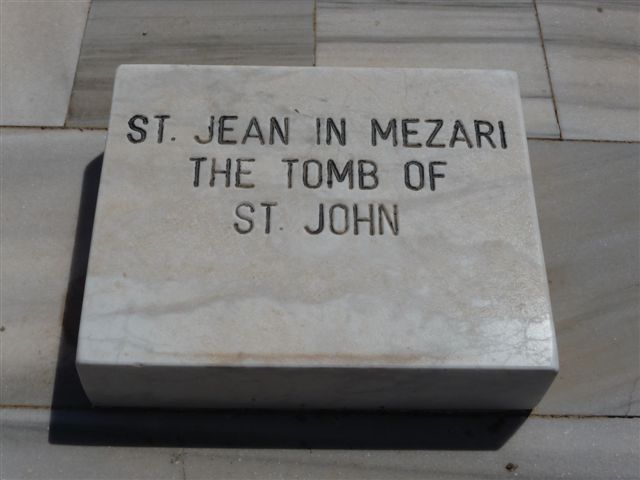 ST. JEAN IN MEZARI
THE TOMB OF
ST. JOHN